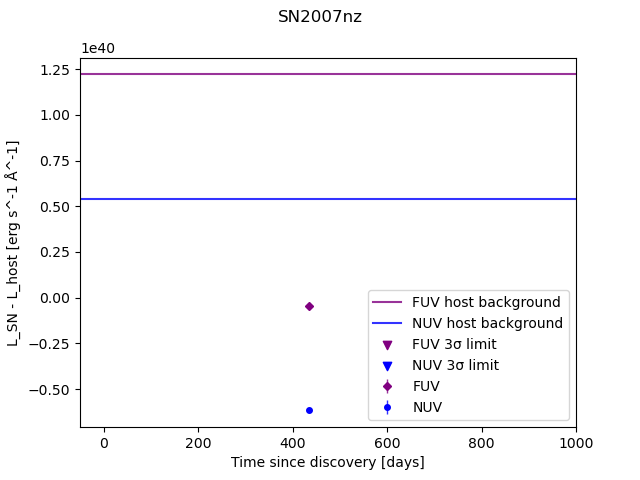 SN2007nz
1e40
1.25
1.00
0.75
0.50
0.25
0.00
−0.25
−0.50
L_SN - L_host [erg s^-1 Å^-1]
FUV host background
NUV host background
FUV 3σ limit
NUV 3σ limit
FUV
NUV
0 200 400 600 800 1000
Time since discovery [days]